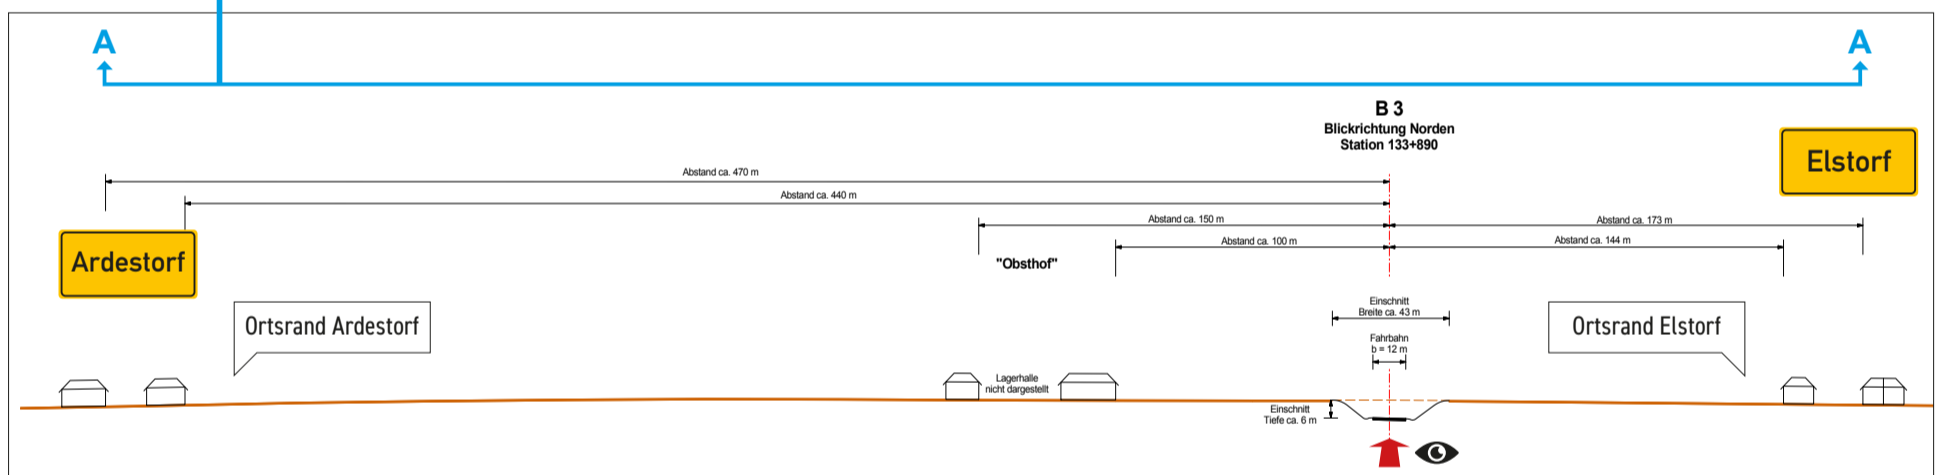 A
A
B 3
Blickrichtung Norden
Station 133+890
Elstorf
Abstand ca. 470 m
Abstand ca. 440 m
Abstand ca. 150 m
Abstand ca. 173 m
Abstand ca. 100 m
Abstand ca. 144 m
Ardestorf
"Obsthof"
Einschnitt
Breite ca. 43 m
Ortsrand Ardestorf
Ortsrand Elstorf
Fahrbahn
b = 12 m
Lagerhalle
nicht dargestellt
Einschnitt
Tiefe ca. 6 m